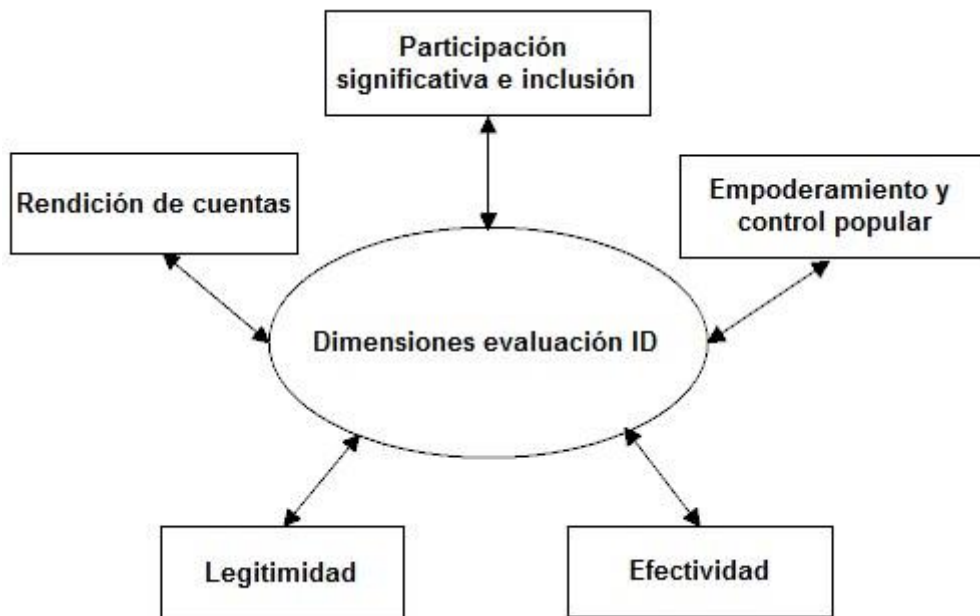 Participación
significativa e inclusión
Rendición de cuentas
Empoderamiento y
control popular
Dimensiones evaluación ID
Legitimidad
Efectividad